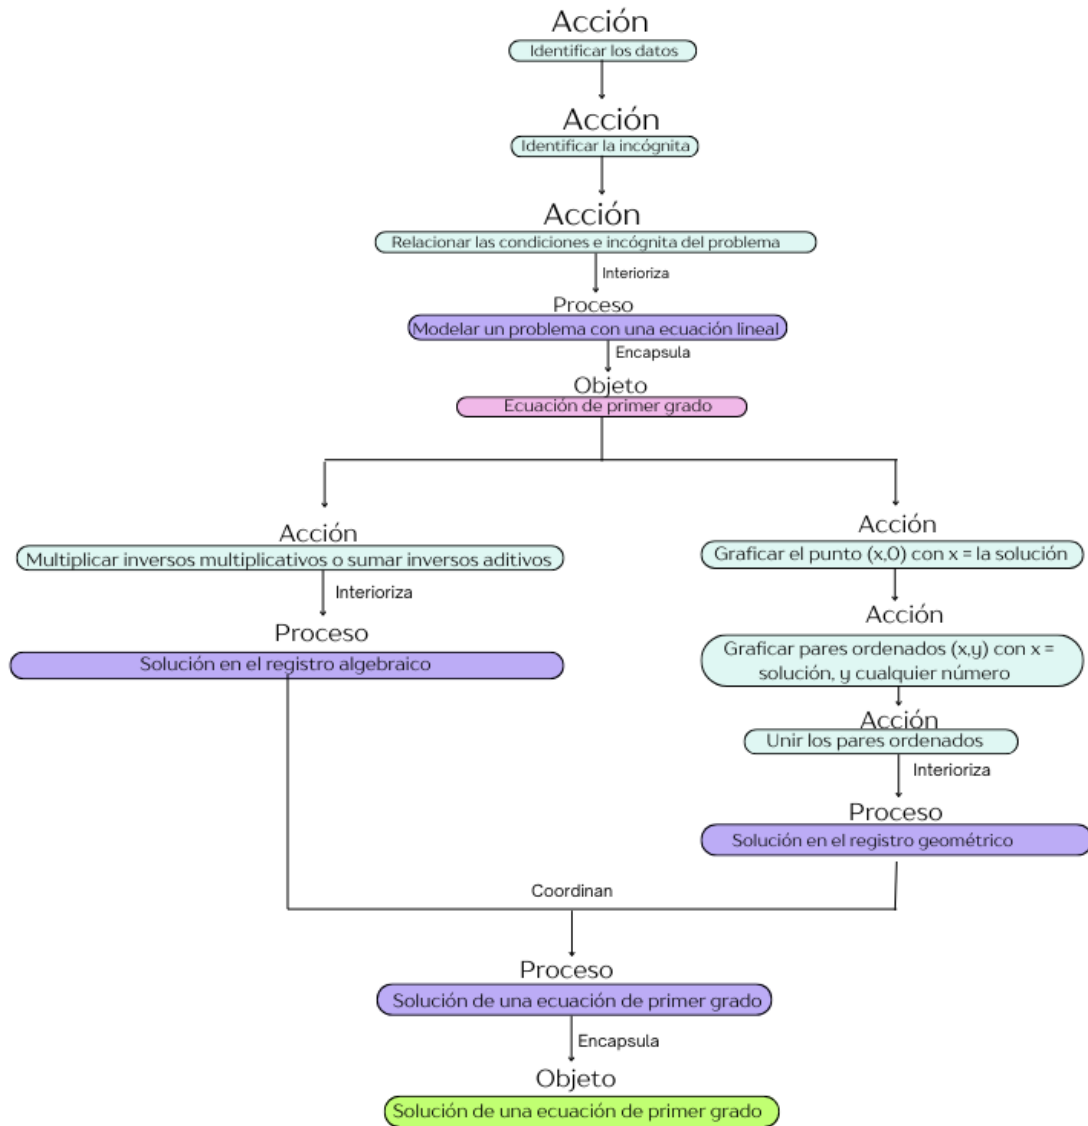 Acción
Identificar los datos
Acción
Identificar la incógnita
Acción
Relacionar las condiciones e incógnita del problema
Interioriza
Proceso
Modelar un problema con una ecuación lineal
Encapsula
Objeto
Ecuación de primer grado
Acción
Multiplicar inversos multiplicativos o sumar inversos aditivos
Interioriza
Proceso
Solución en el registro algebraico
Acción
Graficar el punto (x,0) con x = la solución
Acción
Graficar pares ordenados (x,y) con x =
solución, y cualquier número
Acción
Unir los pares ordenados
Interioriza
Proceso
Solución en el registro geométrico
Coordinan
Proceso
Solución de una ecuación de primer grado
Encapsula
Objeto
Solución de una ecuación de primer grado